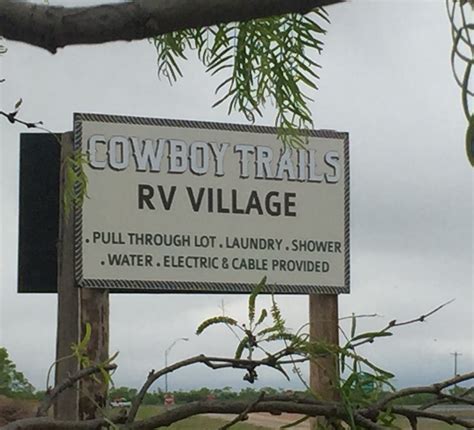 COWBOY TRAILS
RV VILLAGE
. PULL THROUGH LOT . LAUNDRY . SHOWER
. WATER . ELECTRIC & CABLE PROVIDED